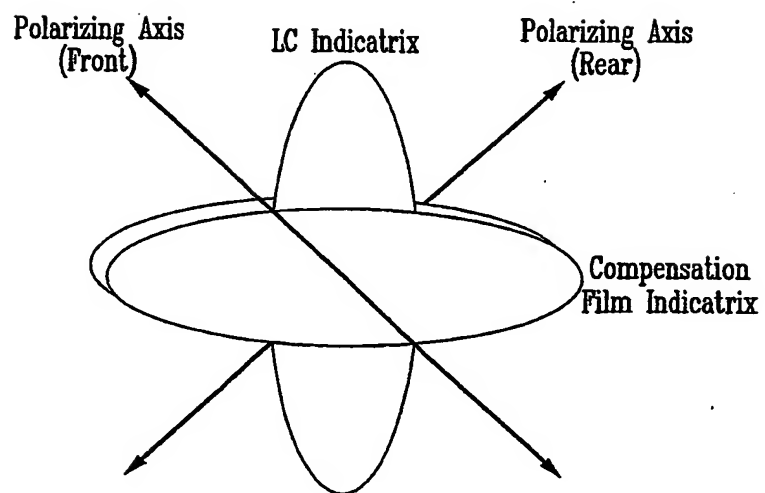 Polarizing Axis
(Front)
LC Indicatrix
Polarizing Axis
(Rear)
Compensation
Film Indicatrix